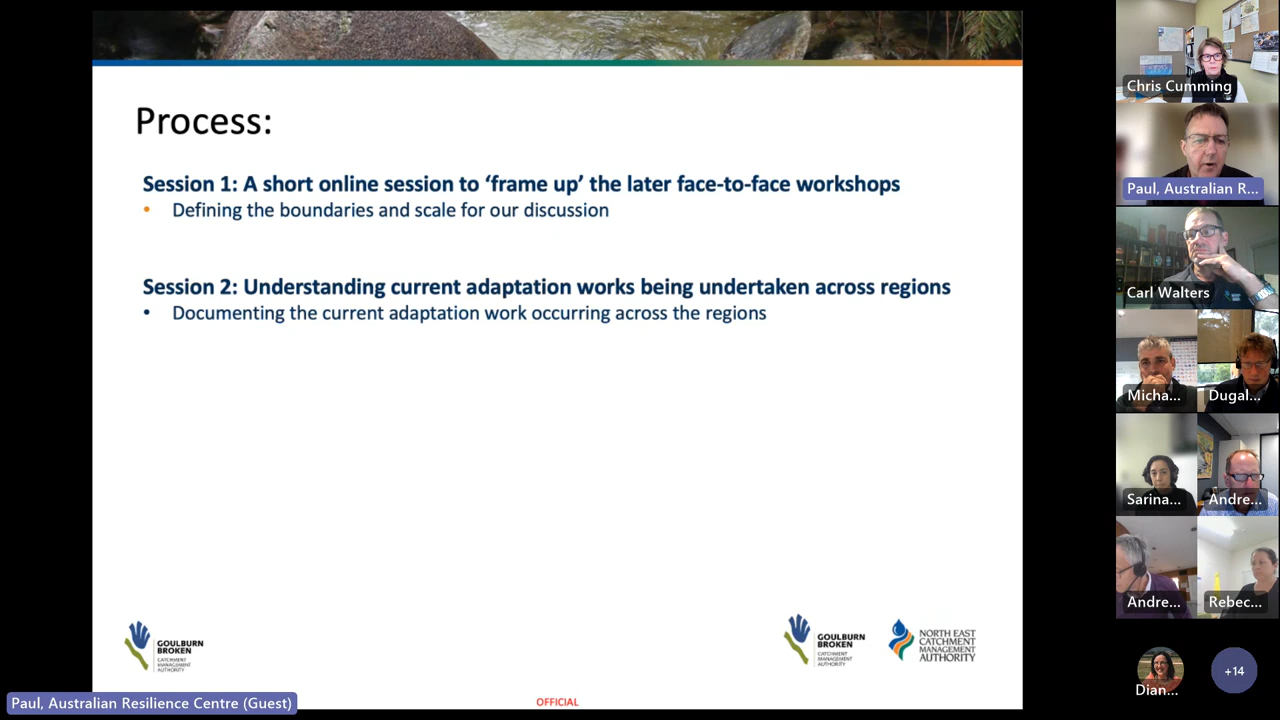 Process:
Session 1: A short online session to ‘frame up’ the later face-to-face workshops
• Defining the boundaries and scale for our discussion
Session 2: Understanding current adaptation works being undertaken across regions
• Documenting the current adaptation work occurring across the regions
GOULBURN
BROKEN
CATCHMENT
MANAGEMENT
AUTHORITY
GOULBURN
BROKEN
CATCHMENT
MANAGEMENT
AUTHORITY
NORTH EAST
CATCHMENT
MANAGEMENT
AUTHORITY
OFFICIAL
Paul, Australian Resilience Centre (Guest)
Chris Cumming
Paul, Australian R...
Carl Walters
Micha...
Dugal...
Sarina...
Andre...
Andre...
Rebec...
Dian...
+14